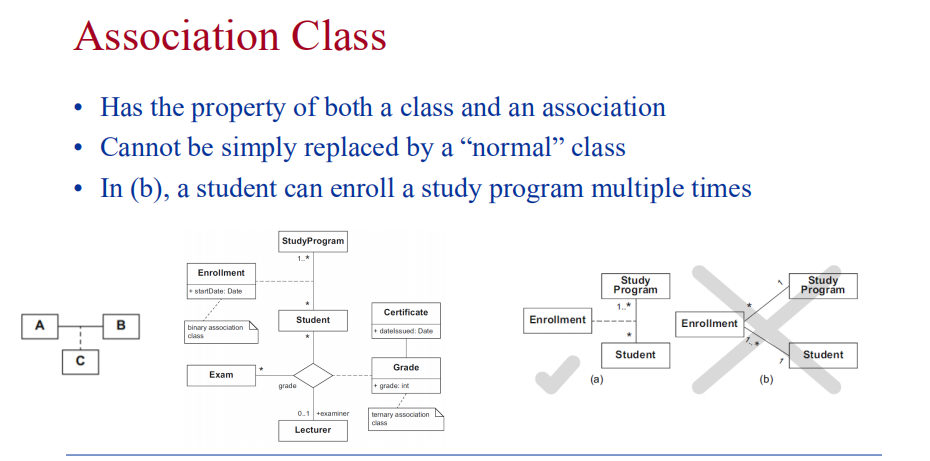 Association Class
• Has the property of both a class and an association
• Cannot be simply replaced by a “normal” class
• In (b), a student can enroll a study program multiple times
A
B
C
StudyProgram
1..*
Enrollment
+ startDate: Date
binary association
class
*
Student
*
Certificate
+ dateIssued: Date
Exam
*
grade
Grade
+ grade: int
0..1
+examiner
Lecturer
ternary association
class
Study
Program
1..*
Enrollment
*
Student
(a)
Study
Program
1
*
Enrollment
1..*
1
Student
(b)